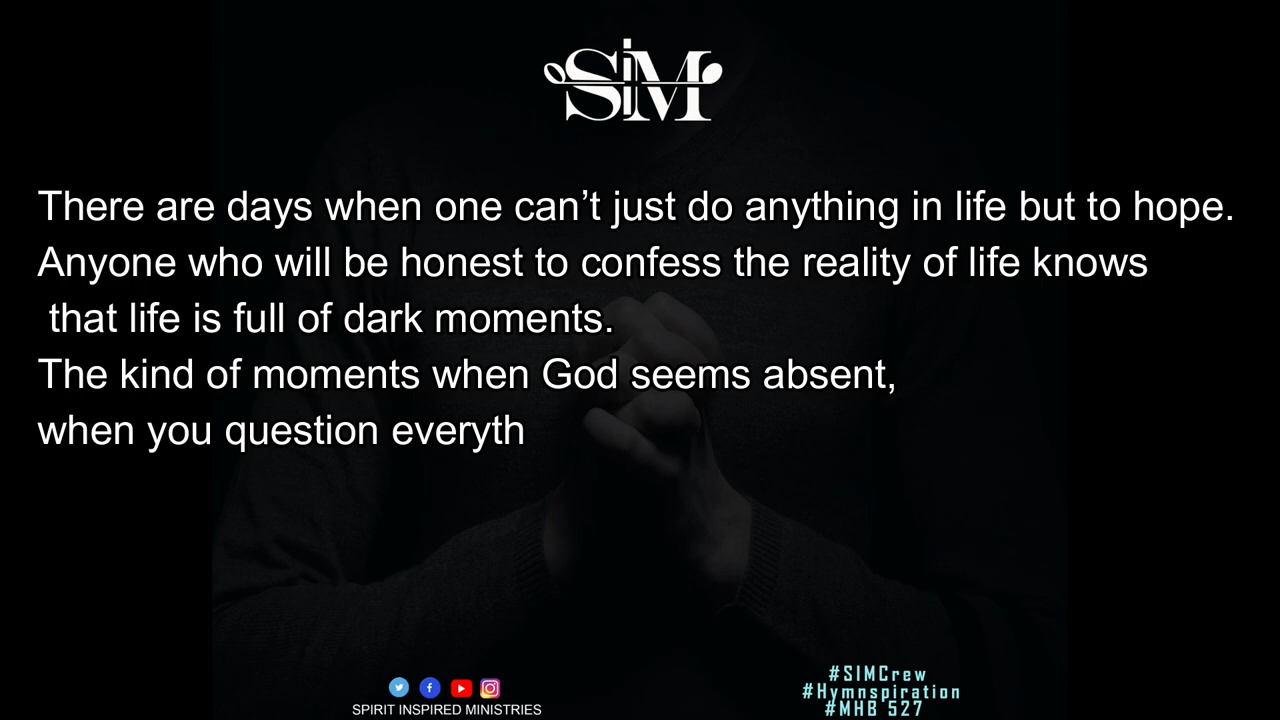 SiM
There are days when one can’t just do anything in life but to hope.
Anyone who will be honest to confess the reality of life knows
that life is full of dark moments.
The kind of moments when God seems absent,
when you question everyth
SPIRIT INSPIRED MINISTRIES
#SIMCrew
#Hymnspiration
#MHB 527